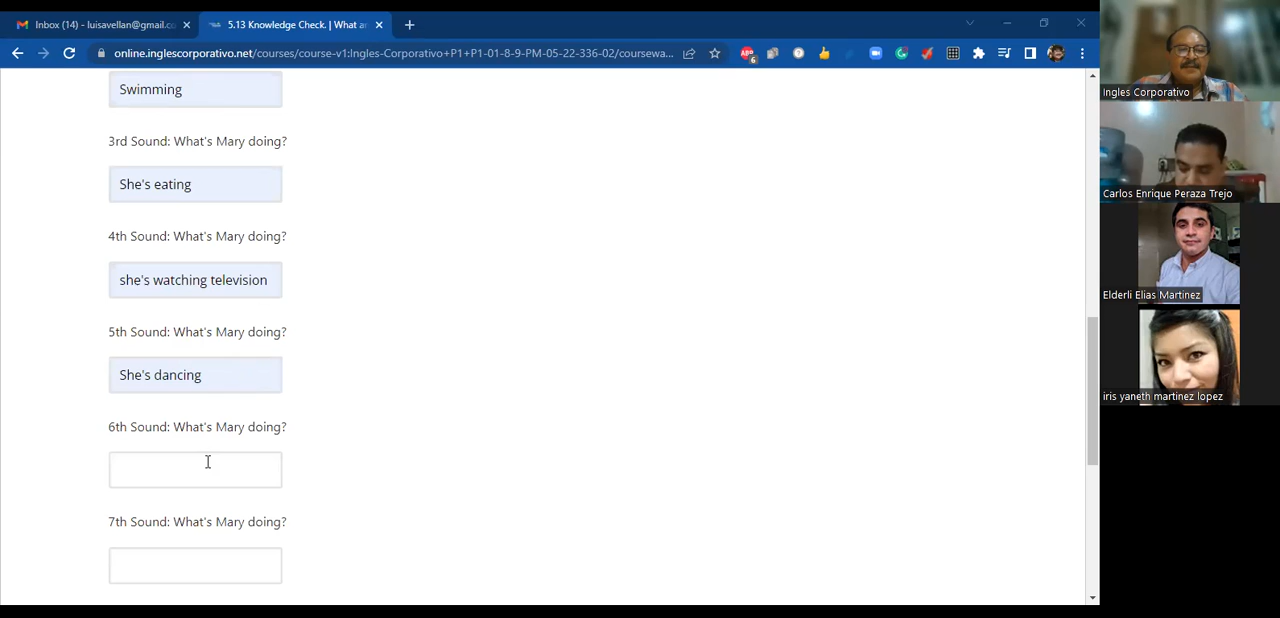 Inbox (14) - luisavellan@gmail.co
5.13 Knowledge Check. | What ar
online.inglescorporativo.net/courses/course-v1:Ingles-Corporativo+P1+P1-01-8-9-PM-05-22-336-02/coursewa...
6
Swimming
3rd Sound: What's Mary doing?
She's eating
4th Sound: What's Mary doing?
she's watching television
5th Sound: What's Mary doing?
She's dancing
6th Sound: What's Mary doing?
7th Sound: What's Mary doing?
Ingles Corporativo
Carlos Enrique Peraza Trejo
Elderli Elias Martínez
iris yaneth martinez lopez